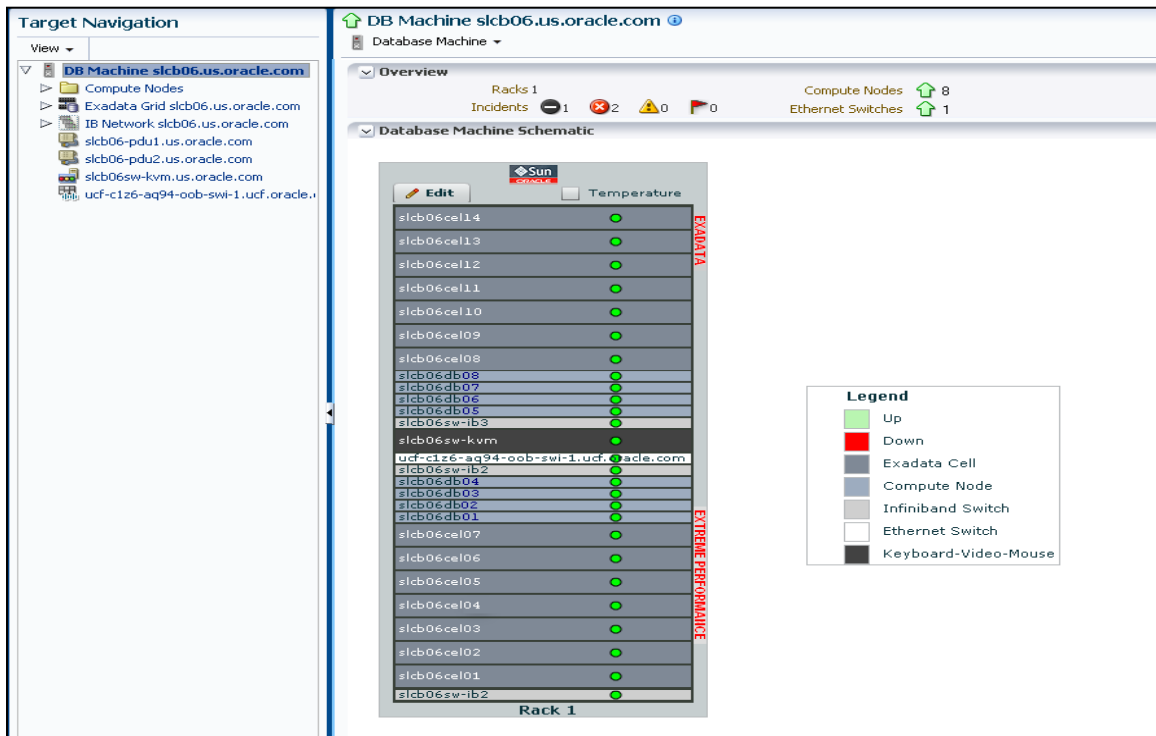 Target Navigation
View
DB Machine slcb06.us.oracle.com
Compute Nodes
Exadata Grid slcb06.us.oracle.com
IB Network slcb06.us.oracle.com
slcb06-pdu1.us.oracle.com
slcb06-pdu2.us.oracle.com
slcb06sw-kvm.us.oracle.com
ucf-c1z6-aq94-oob-swi-1.ucf.oracle.
DB Machine slcb06.us.oracle.com
Database Machine
Overview
Racks 1
Incidents 1 2 0 0
Compute Nodes 8
Ethernet Switches 1
Database Machine Schematic
Sun
ORACLE
Edit
Temperature
slcb06cel14
slcb06cel13
slcb06cel12
slcb06cel11
slcb06cel10
slcb06cel09
slcb06cel08
slcb06db08
slcb06db07
slcb06db06
slcb06db05
slcb06sw-ib3
slcb06sw-kvm
ucf-c1z6-aq94-oob-swi-1.ucf.oracle.com
slcb06sw-ib2
slcb06db04
slcb06db03
slcb06db02
slcb06db01
slcb06cel07
slcb06cel06
slcb06cel05
slcb06cel04
slcb06cel03
slcb06cel02
slcb06cel01
slcb06sw-ib2
EXADATA
EXTREME PERFORMANCE
Rack 1
Legend
Up
Down
Exadata Cell
Compute Node
Infiniband Switch
Ethernet Switch
Keyboard-Video-Mouse